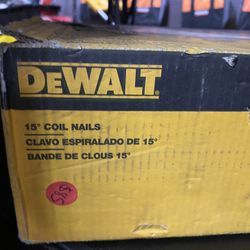 DEWALT
15° COIL NAILS
CLAVO ESPIRALADO DE 15°
BANDE DE CLOUS 15°